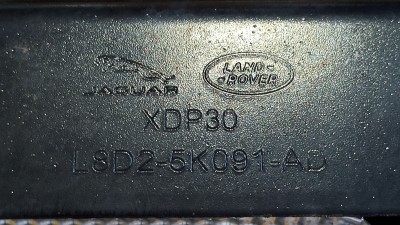 JAGUAR
LAND-
-ROVER
XDP30
L8D2-5K091-AD